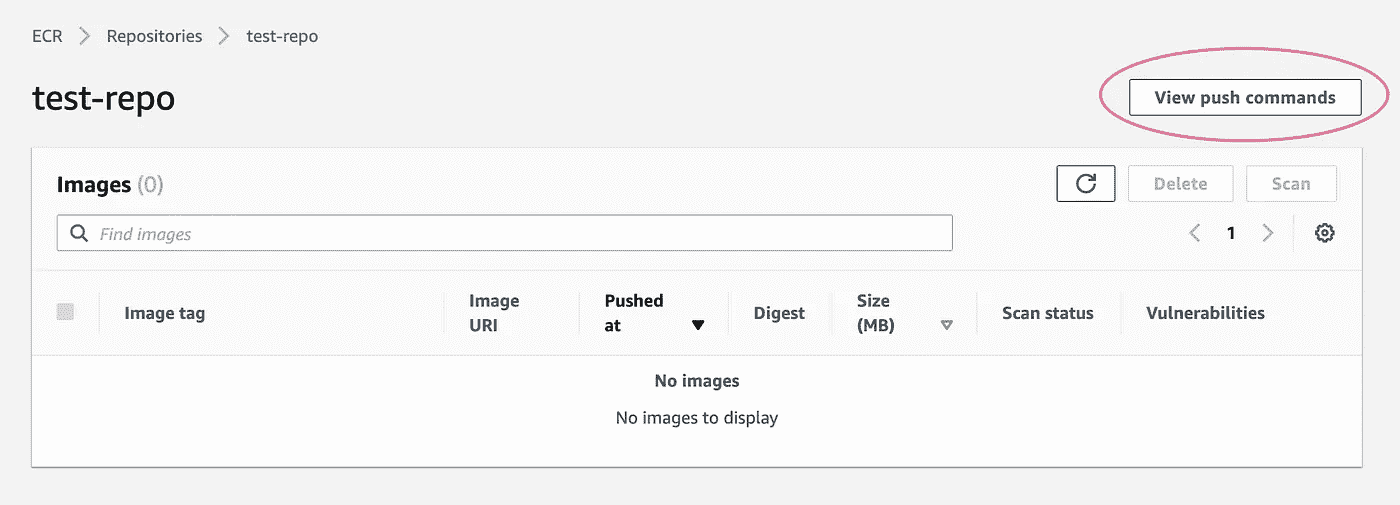 ECR Repositories test-repo
test-repo
View push commands
Images (0)
Delete
Scan
Find images
1
Image tag
Image
URI
Pushed
at
Digest
Size
(MB)
Scan status
Vulnerabilities
No images
No images to display